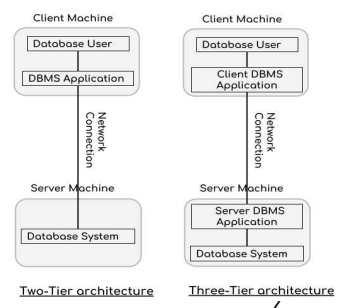 Client Machine
Database User
DBMS Application
Network
Connection
Server Machine
Database System
Two-Tier architecture
Client Machine
Database User
Client DBMS
Application
Network
Connection
Server Machine
Server DBMS
Application
Database System
Three-Tier architecture